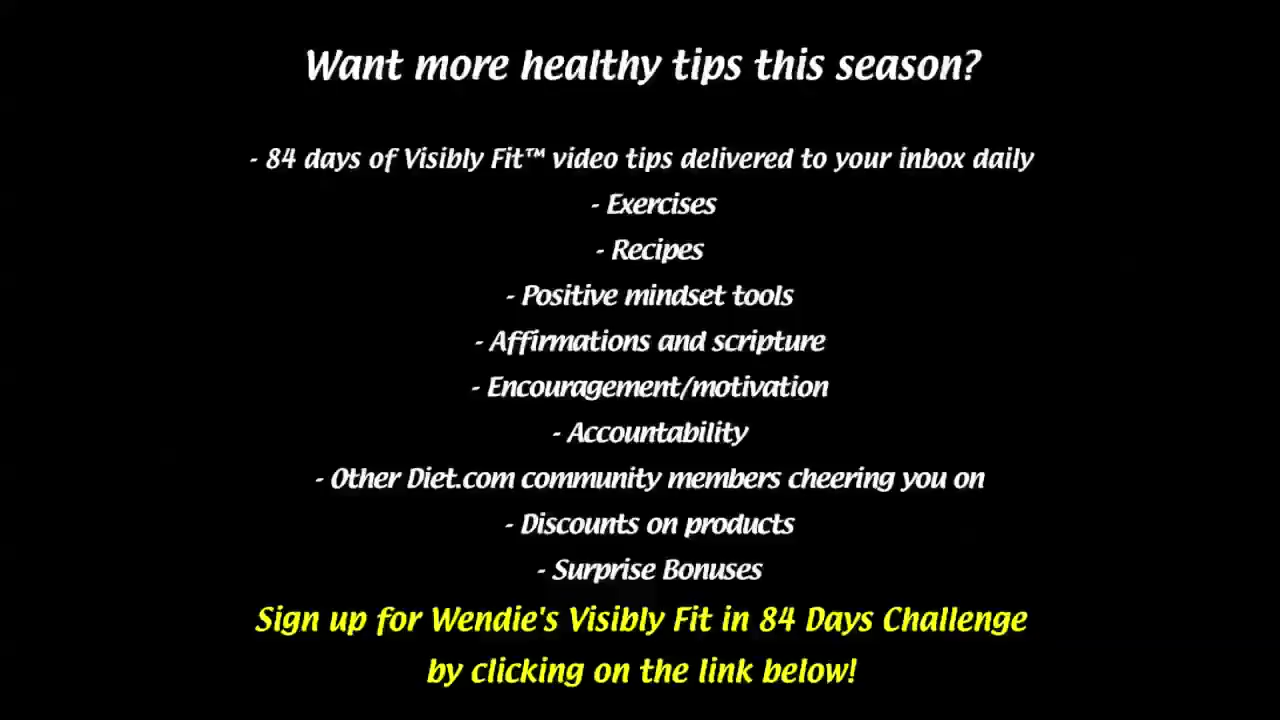 Want more healthy tips this season?
- 84 days of Visibly Fit™ video tips delivered to your inbox daily
- Exercises
- Recipes
- Positive mindset tools
- Affirmations and scripture
- Encouragement/motivation
- Accountability
- Other Diet.com community members cheering you on
- Discounts on products
- Surprise Bonuses
Sign up for Wendie's Visibly Fit in 84 Days Challenge
by clicking on the link below!